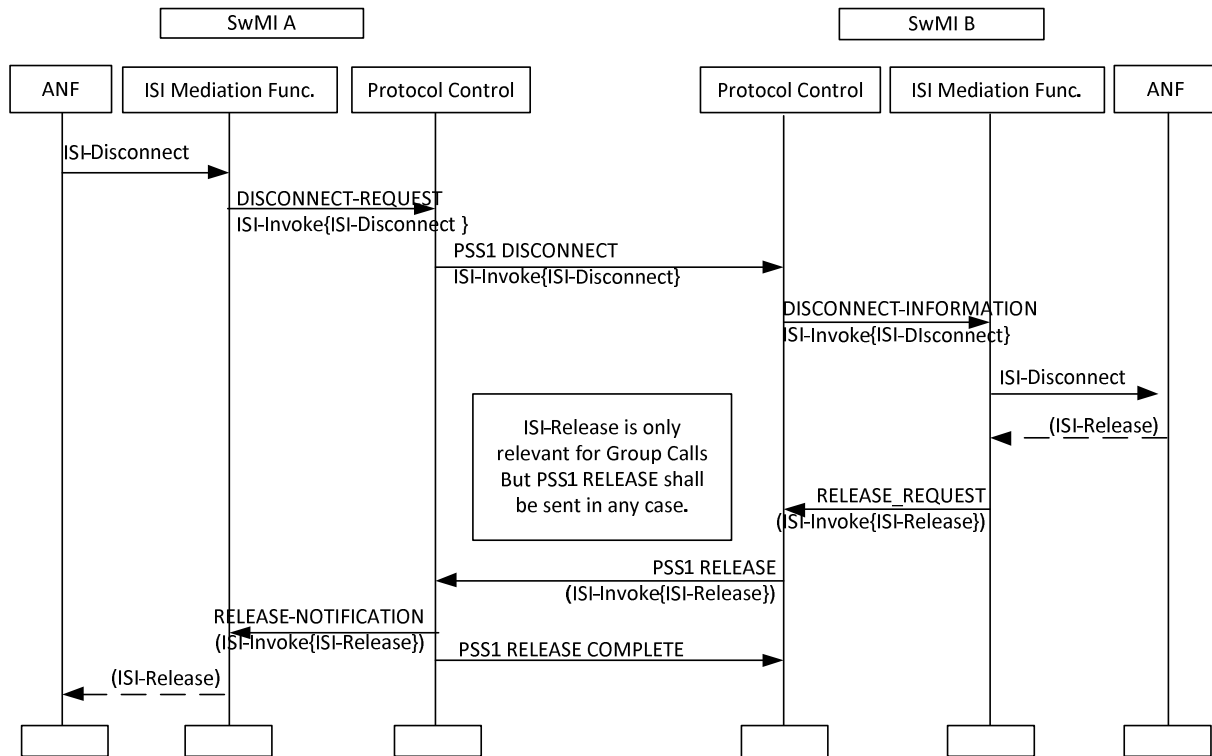 SwMI A
SwMI B
ANF
ISI Mediation Func.
Protocol Control
Protocol Control
ISI Mediation Func.
ANF
ISI-Disconnect
DISCONNECT-REQUEST
ISI-Invoke{ISI-Disconnect }
PSS1 DISCONNECT
ISI-Invoke{ISI-Disconnect}
DISCONNECT-INFORMATION
ISI-Invoke{ISI-DIsconnect}
ISI-Disconnect
(ISI-Release)
ISI-Release is only
relevant for Group Calls
But PSS1 RELEASE shall
be sent in any case.
RELEASE_REQUEST
(ISI-Invoke{ISI-Release})
PSS1 RELEASE
(ISI-Invoke{ISI-Release})
RELEASE-NOTIFICATION
(ISI-Invoke{ISI-Release})
PSS1 RELEASE COMPLETE
(ISI-Release)